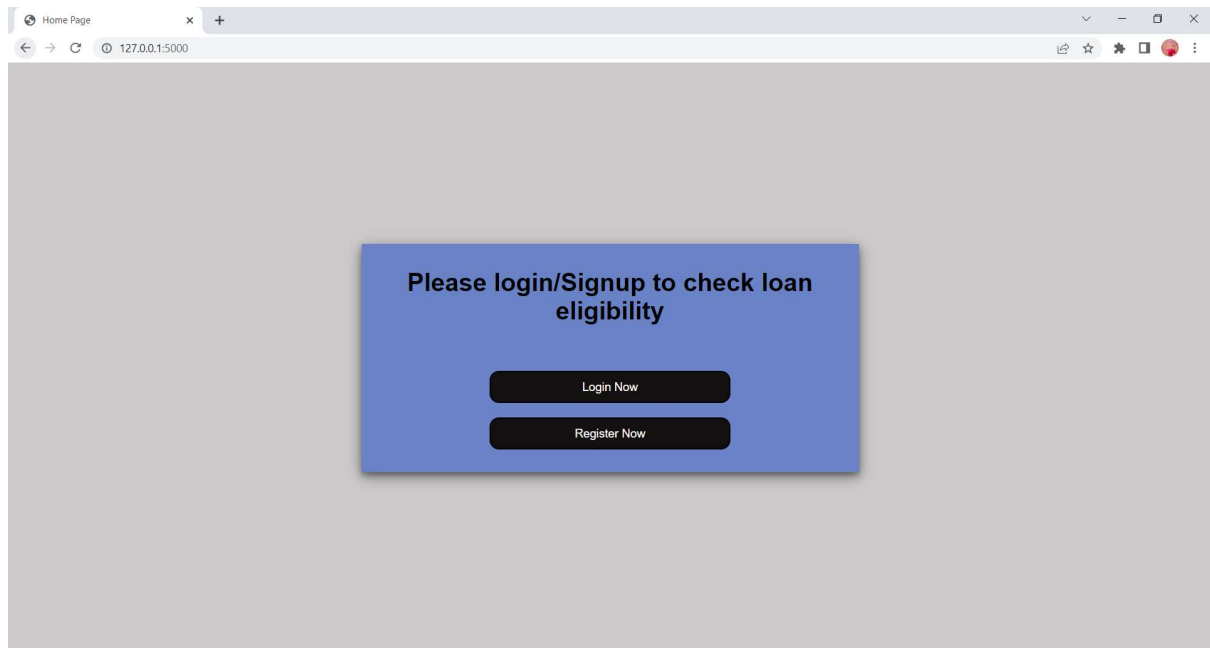 Home Page
127.0.0.1:5000
Please login/Signup to check loan
eligibility
Login Now
Register Now